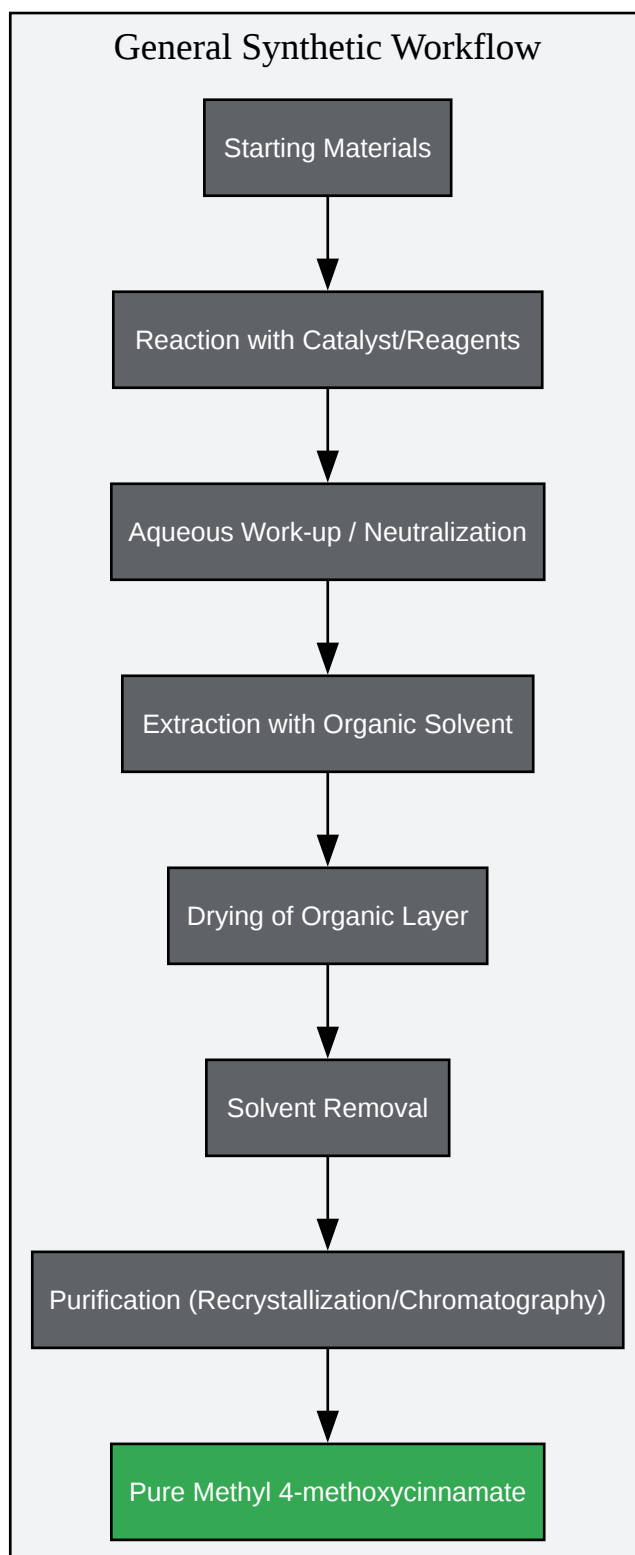 General Synthetic Workflow
Starting Materials
Reaction with Catalyst/Reagents
Aqueous Work-up / Neutralization
Extraction with Organic Solvent
Drying of Organic Layer
Solvent Removal
Purification (Recrystallization/Chromatography)
Pure Methyl 4-methoxycinnamate